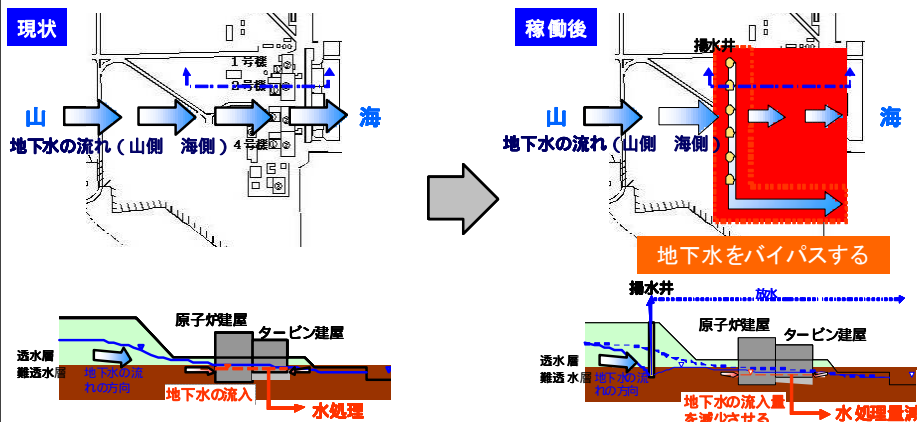 現状
1号機
2号機
4号機
山
海
地下水の流れ(山側 海側)
原子炉建屋
タービン建屋
透水層
難透水層
地下水の流
れの方向
地下水の流入
水処理
稼働後
揚水井
山
海
地下水の流れ(山側 海側)
地下水をバイパスする
揚水井
放水
原子炉建屋
タービン建屋
透水層
難透水層
地下水の流
れの方向
地下水の流入量
を減少させる
水処理量減